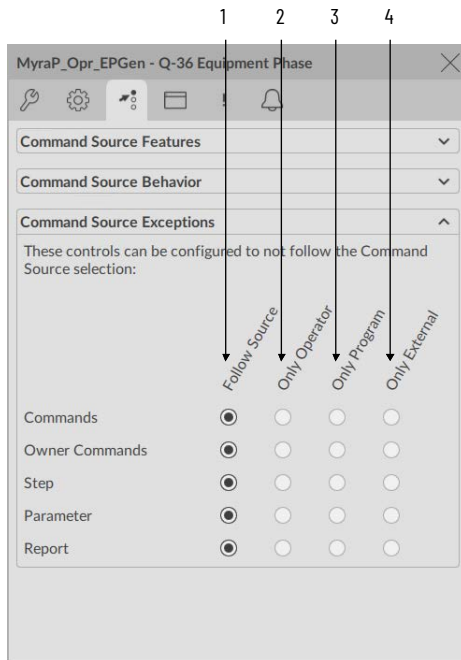 1 2 3 4
MyraP_Opr_EPGen - Q-36 Equipment Phase
Command Source Features
Command Source Behavior
Command Source Exceptions
These controls can be configured to not follow the Command
Source selection:
Follow Source
Only Operator
Only Program
Only External
Commands
Owner Commands
Step
Parameter
Report